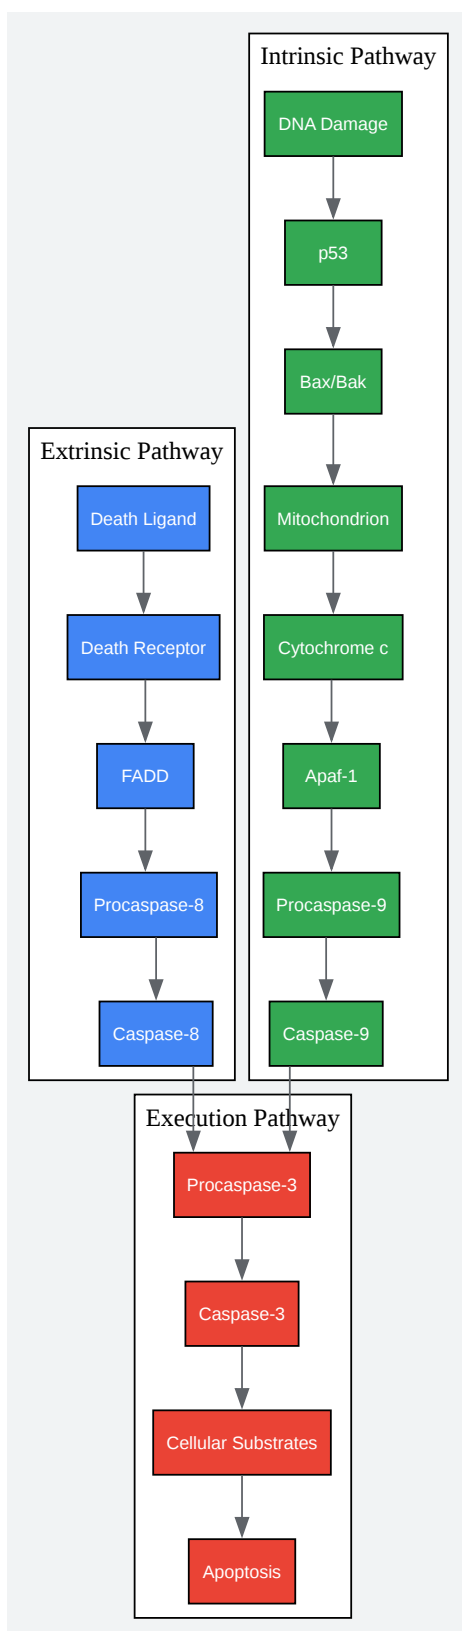 Intrinsic Pathway
DNA Damage
p53
Bax/Bak
Mitochondrion
Cytochrome c
Apaf-1
Procaspase-9
Caspase-9
Extrinsic Pathway
Death Ligand
Death Receptor
FADD
Procaspase-8
Caspase-8
Execution Pathway
Procaspase-3
Caspase-3
Cellular Substrates
Apoptosis